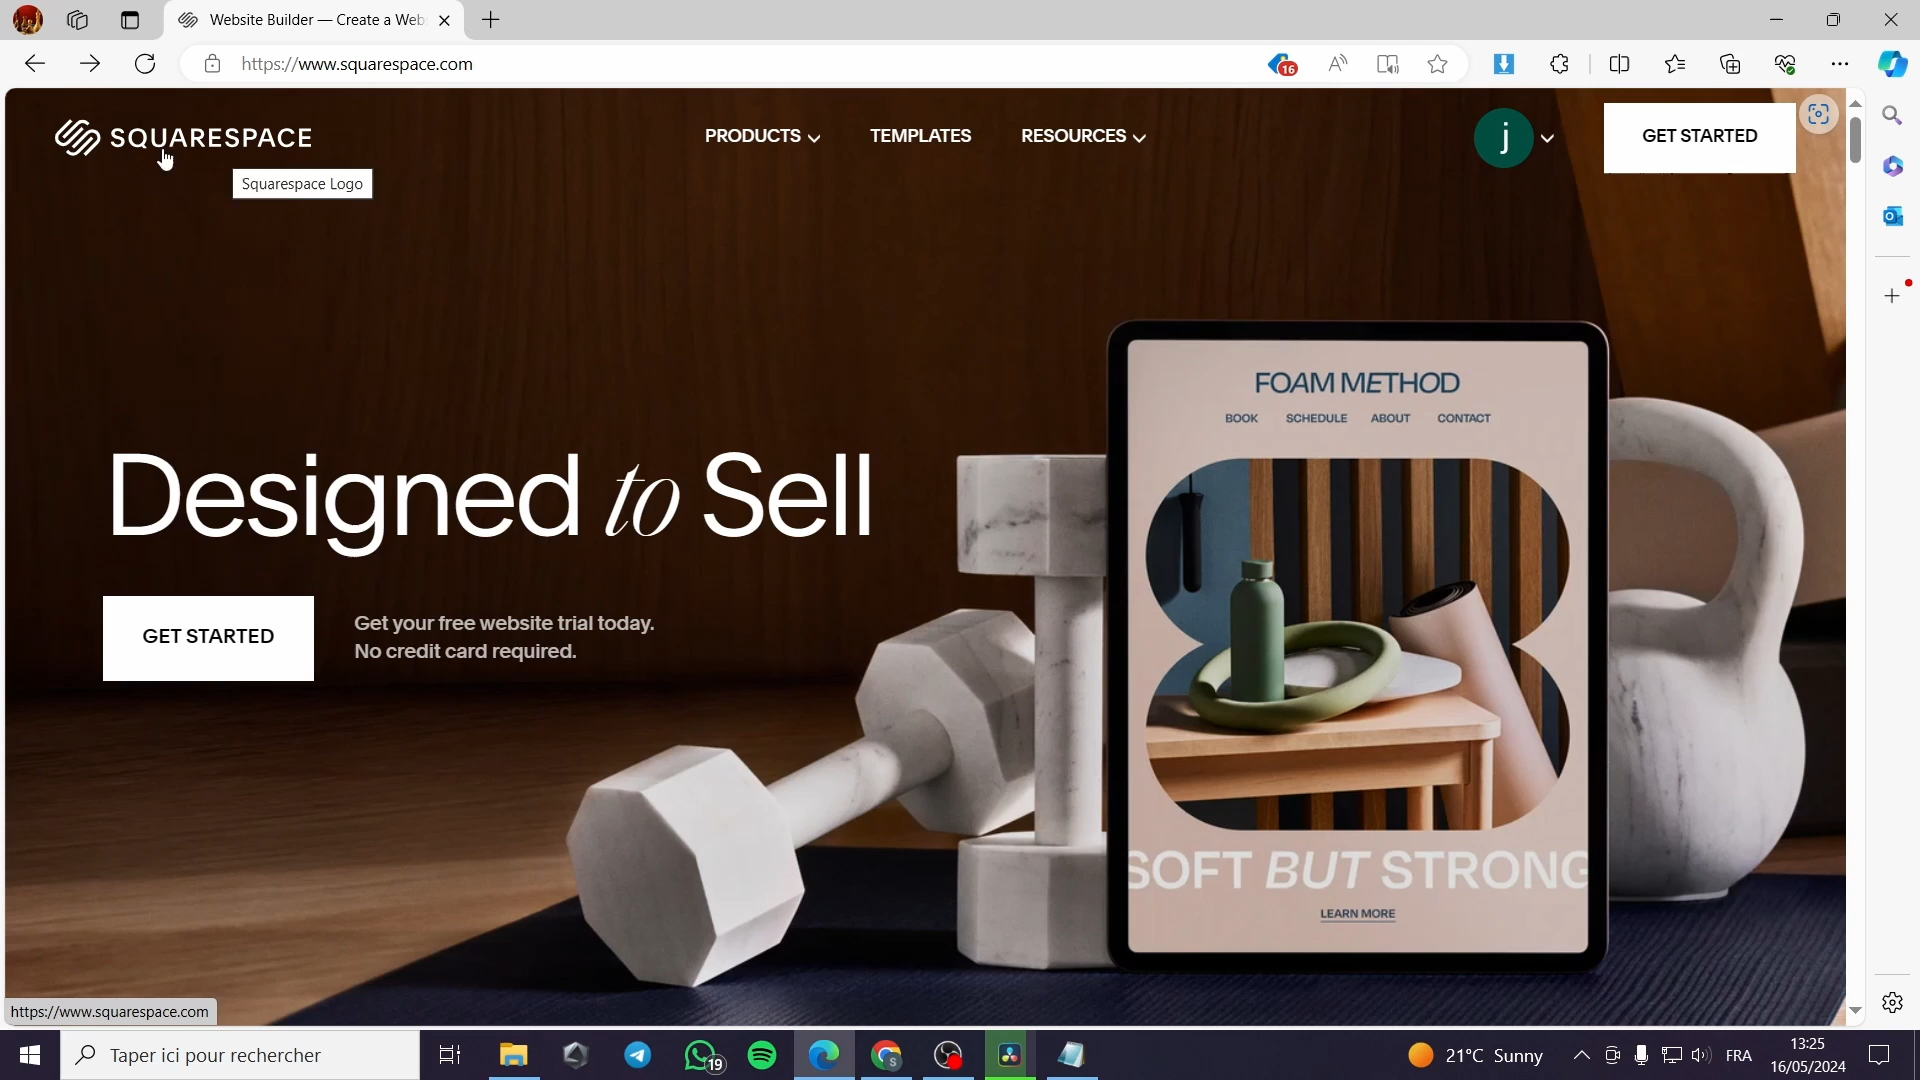 Website Builder — Create a Web
https://www.squarespace.com
16
SQUARESPACE
PRODUCTS
TEMPLATES
RESOURCES
j
GET STARTED
Squarespace Logo
FOAM METHOD
BOOK SCHEDULE ABOUT CONTACT
Designed to Sell
GET STARTED
Get your free website trial today.
No credit card required.
SOFT BUT STRONG
LEARN MORE
https://www.squarespace.com
Taper ici pour rechercher
19
S
21°C Sunny
FRA
13:25
16/05/2024